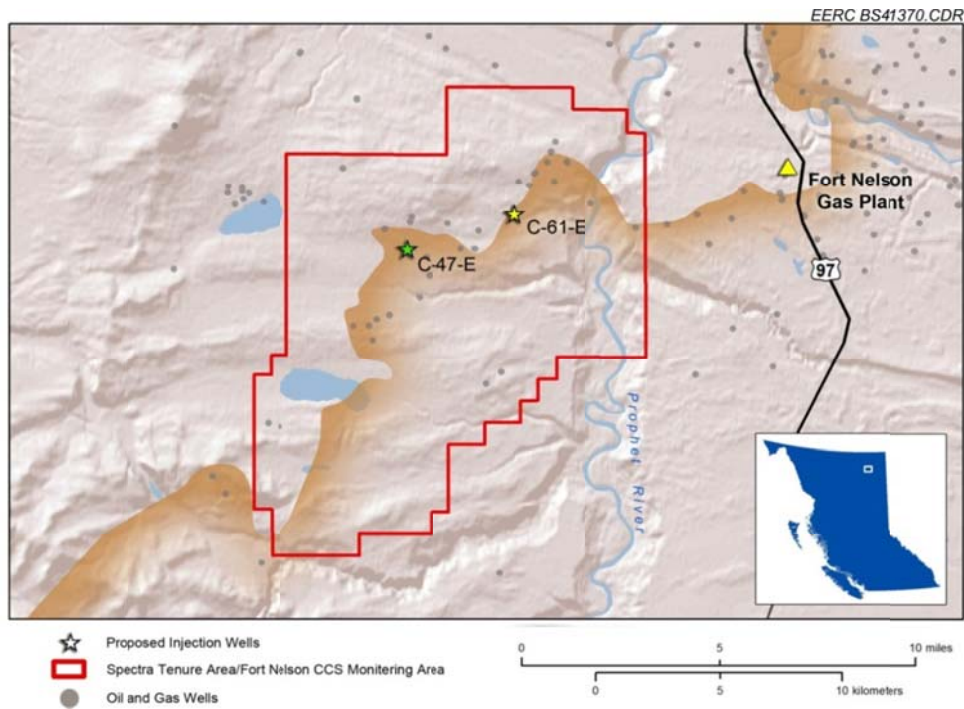 EERC BS41370.CDR
Fort Nelson
Gas Plant
C-61-E
C-47-E
97
Prophet River
Proposed Injection Wells
Spectra Tenure Area/Fort Nelson CCS Monitering Area
Oil and Gas Wells
0 5 10 miles
0 5 10 kilometers